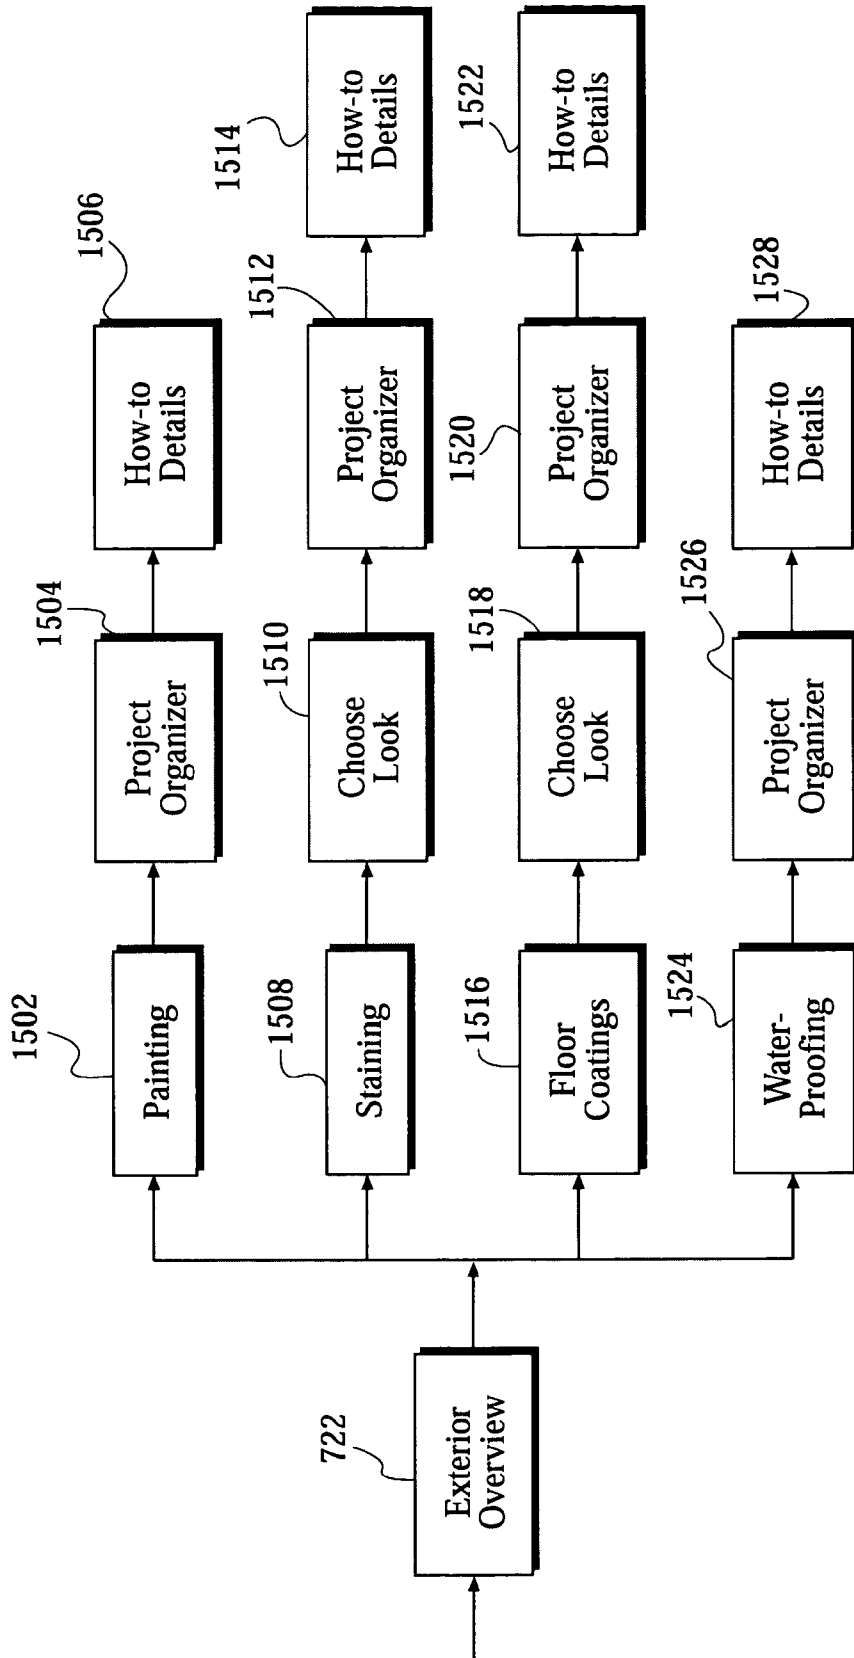 722
Exterior
Overview
1502
Painting
1504
Project
Organizer
1506
How-to
Details
1508
Staining
1510
Choose
Look
1512
Project
Organizer
1514
How-to
Details
1516
Floor
Coatings
1518
Choose
Look
1520
Project
Organizer
1522
How-to
Details
1524
Water-
Proofing
1526
Project
Organizer
1528
How-to
Details